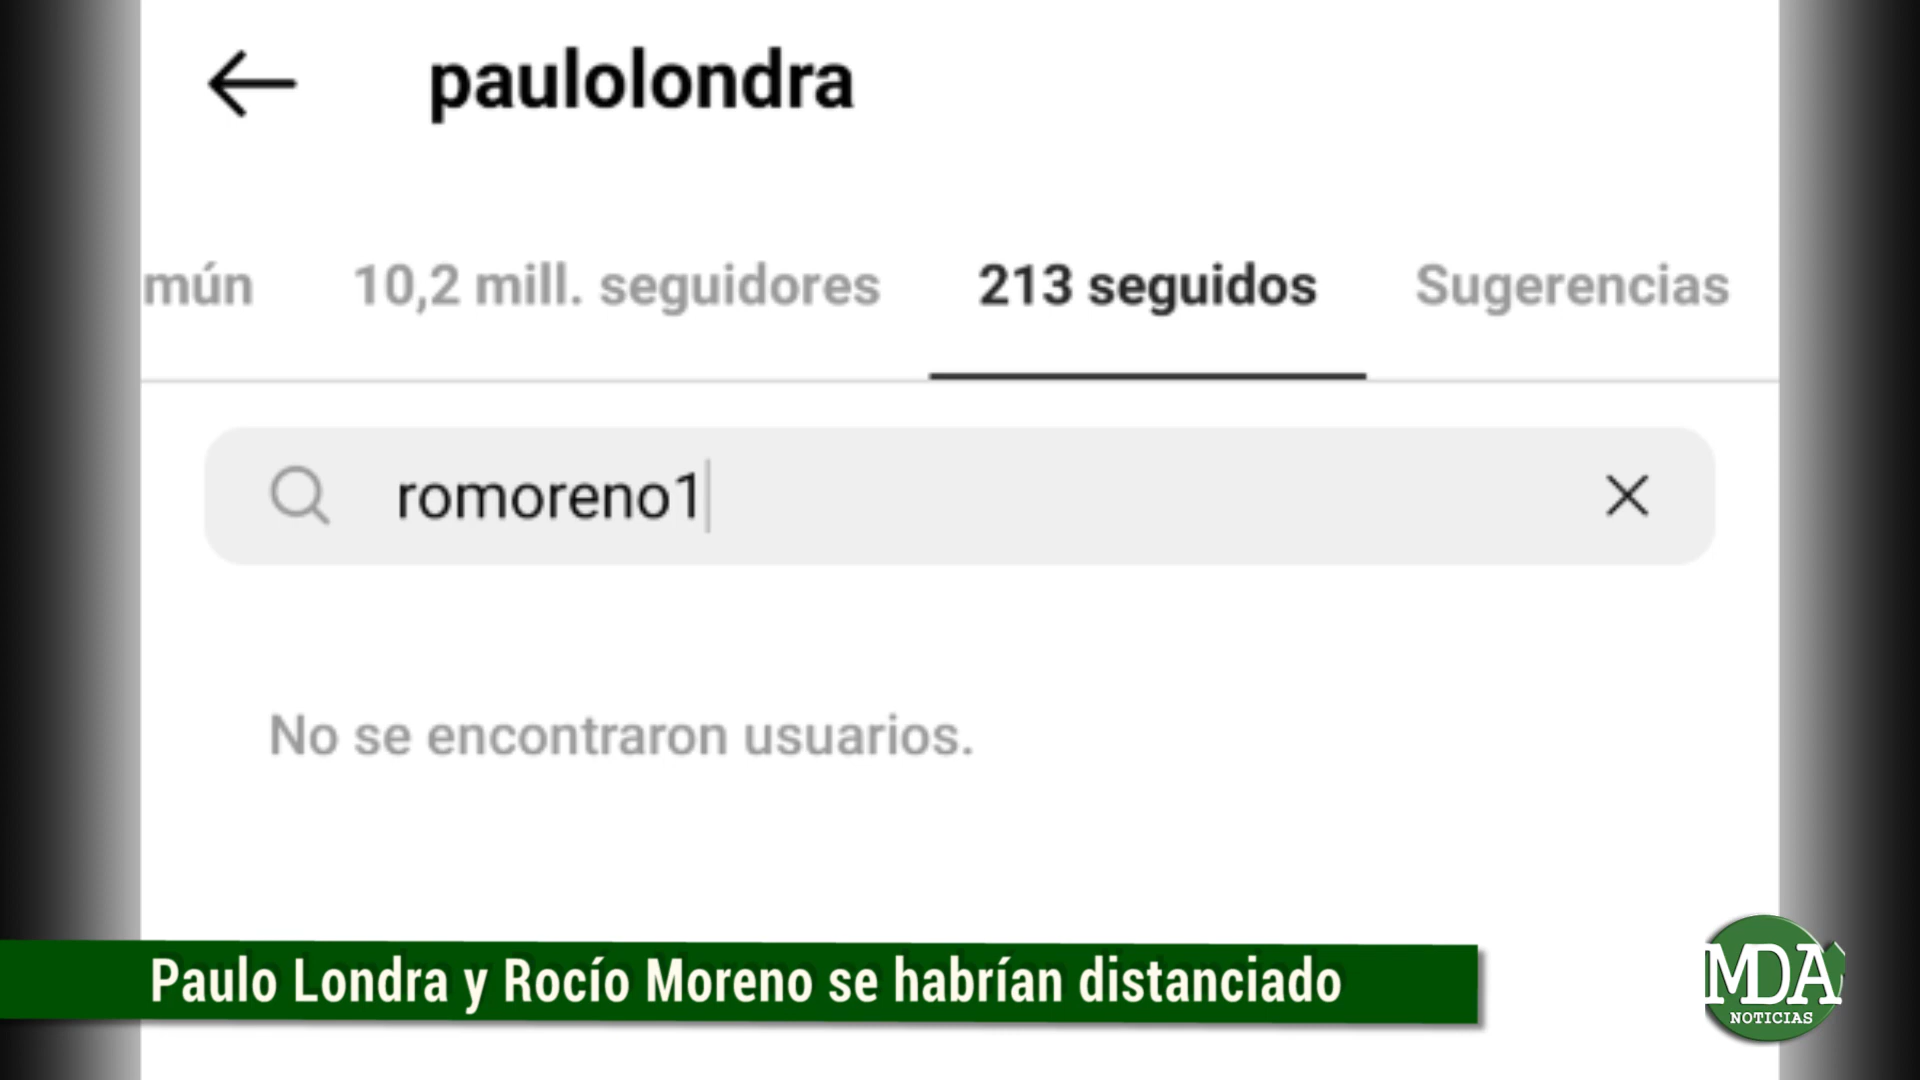 paulolondra
mún 10,2 mill. seguidores 213 seguidos Sugerencias
romoreno1
No se encontraron usuarios.
Paulo Londra y Rocío Moreno se habrían distanciado
MDA
NOTICIAS